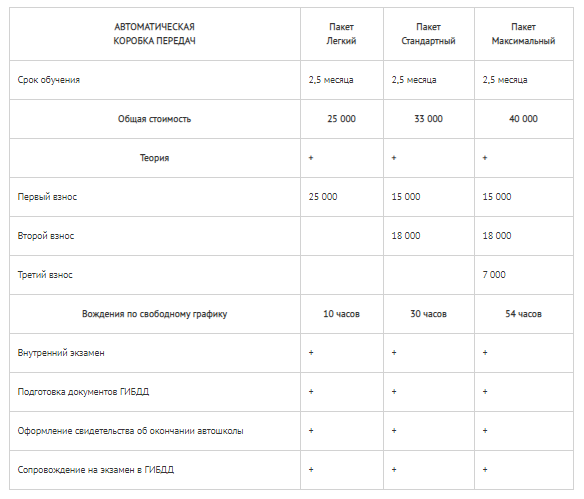 АВТОМАТИЧЕСКАЯ
КОРОБКА ПЕРЕДАЧ
Пакет
Легкий
Пакет
Стандартный
Пакет
Максимальный
Срок обучения 2,5 месяца 2,5 месяца 2,5 месяца
Общая стоимость 25 000 33 000 40 000
Теория + + +
Первый взнос 25 000 15 000 15 000
Второй взнос 18 000 18 000
Третий взнос 7 000
Вождения по свободному графику 10 часов 30 часов 54 часов
Внутренний экзамен + + +
Подготовка документов ГИБДД + + +
Оформление свидетельства об окончании автошколы + + +
Сопровождение на экзамен в ГИБДД + + +